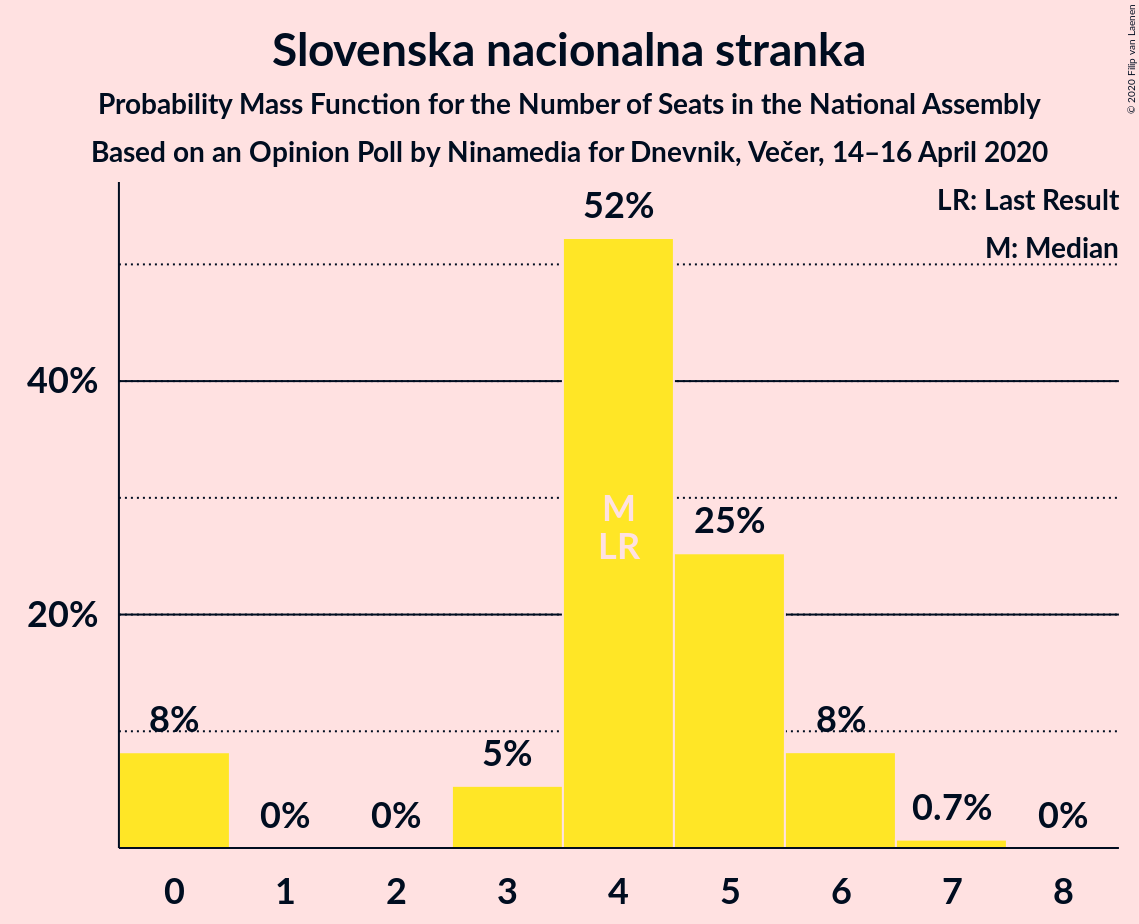 Slovenska nacionalna stranka
Probability Mass Function for the Number of Seats in the National Assembly
Based on an Opinion Poll by Ninamedia for Dnevnik, Večer, 14–16 April 2020
© 2020 Filip van Laenen
LR: Last Result
M: Median
52%
40%
M
LR
25%
20%
8%
0%
0%
5%
8%
0.7%
0%
0 1 2 3 4 5 6 7 8